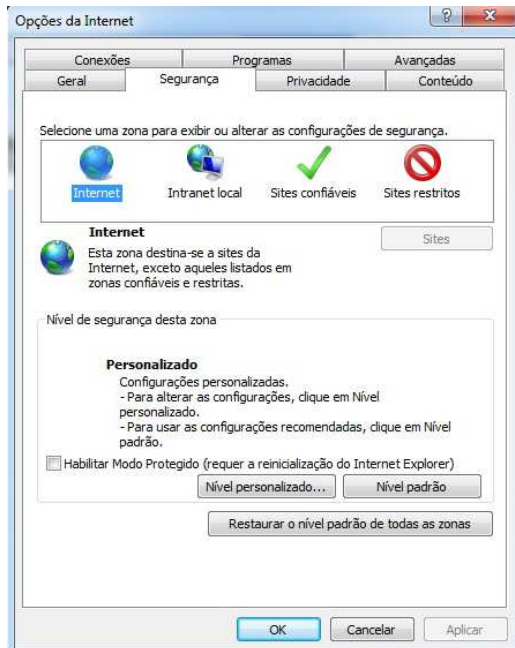 Opções da Internet
?
X
Conexões Programas Avançadas
Geral Segurança Privacidade Conteúdo
Selecione uma zona para exibir ou alterar as configurações de segurança.
Internet Intranet local Sites confiáveis Sites restritos
Internet
Sites
Esta zona destina-se a sites da
Internet, exceto aqueles listados em
zonas confiáveis e restritas.
Nível de segurança desta zona
Personalizado
Configurações personalizadas.
- Para alterar as configurações, clique em Nível
personalizado.
- Para usar as configurações recomendadas, clique em Nível
padrão.
Habilitar Modo Protegido (requer a reinicialização do Internet Explorer)
Nível personalizado... Nível padrão
Restaurar o nível padrão de todas as zonas
OK Cancelar Aplicar